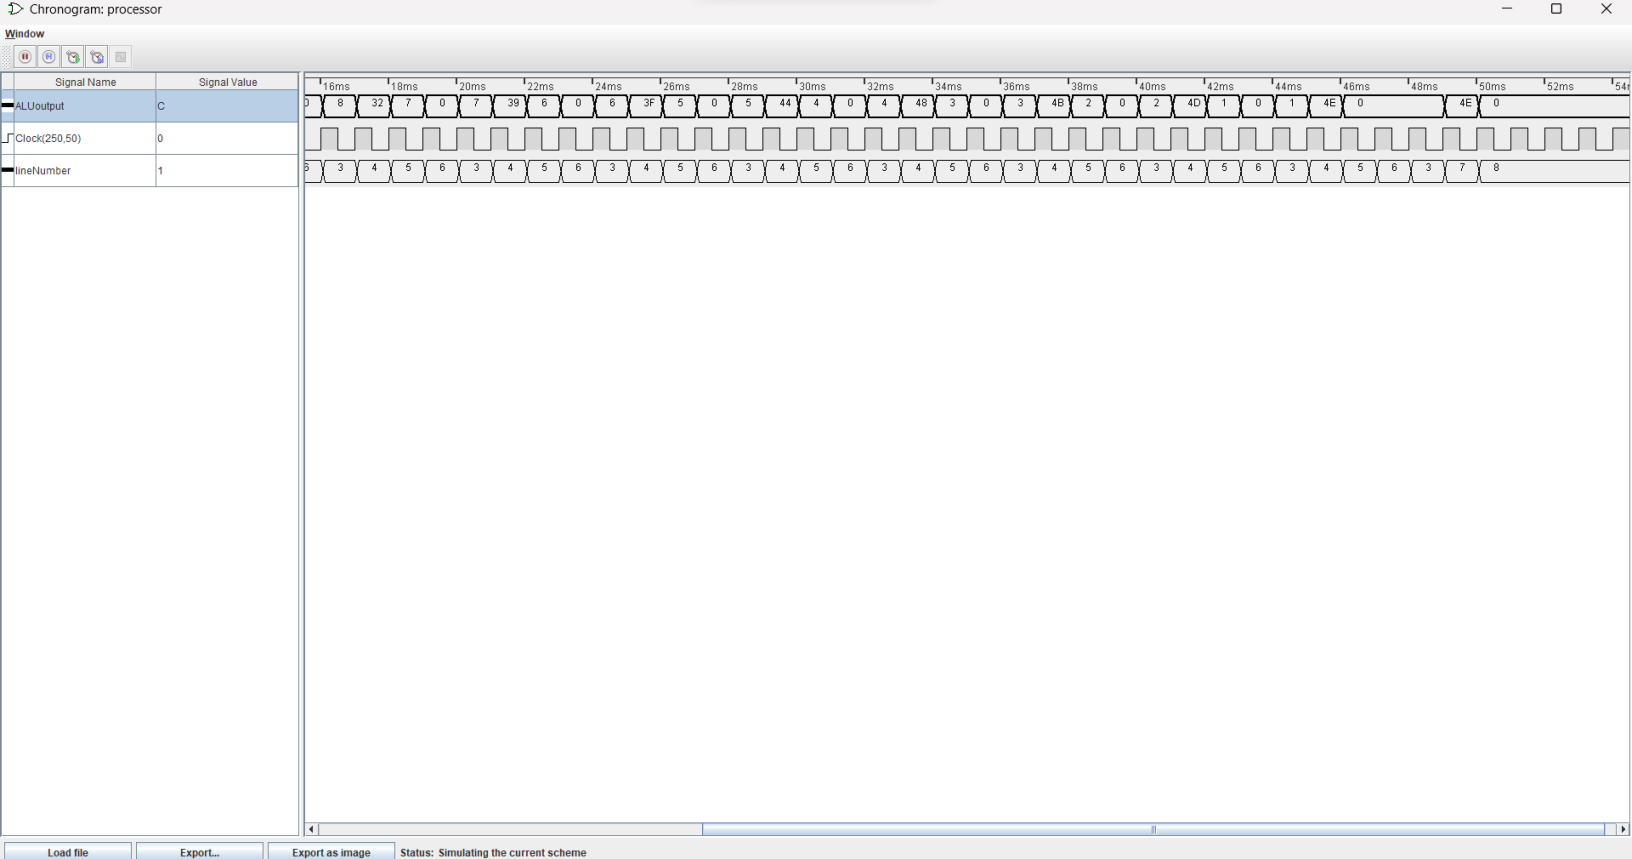 Chronogram: processor
Window
Signal Name Signal Value
ALUoutput C
Clock(250,50) 0
lineNumber 1
16ms 18ms 20ms 22ms 24ms 26ms 28ms 30ms 32ms 34ms 36ms 38ms 40ms 42ms 44ms 46ms 48ms 50ms 52ms
8 32 7 0 7 39 6 0 6 3F 5 0 5 44 4 0 4 48 3 0 3 4B 2 0 2 4D 1 0 1 4E 0 4E 0
3 4 5 6 3 4 5 6 3 4 5 6 3 4 5 6 3 4 5 6 3 4 5 6 3 4 5 6 3 4 5 6 3 7 8
Load file Export... Export as image Status: Simulating the current scheme